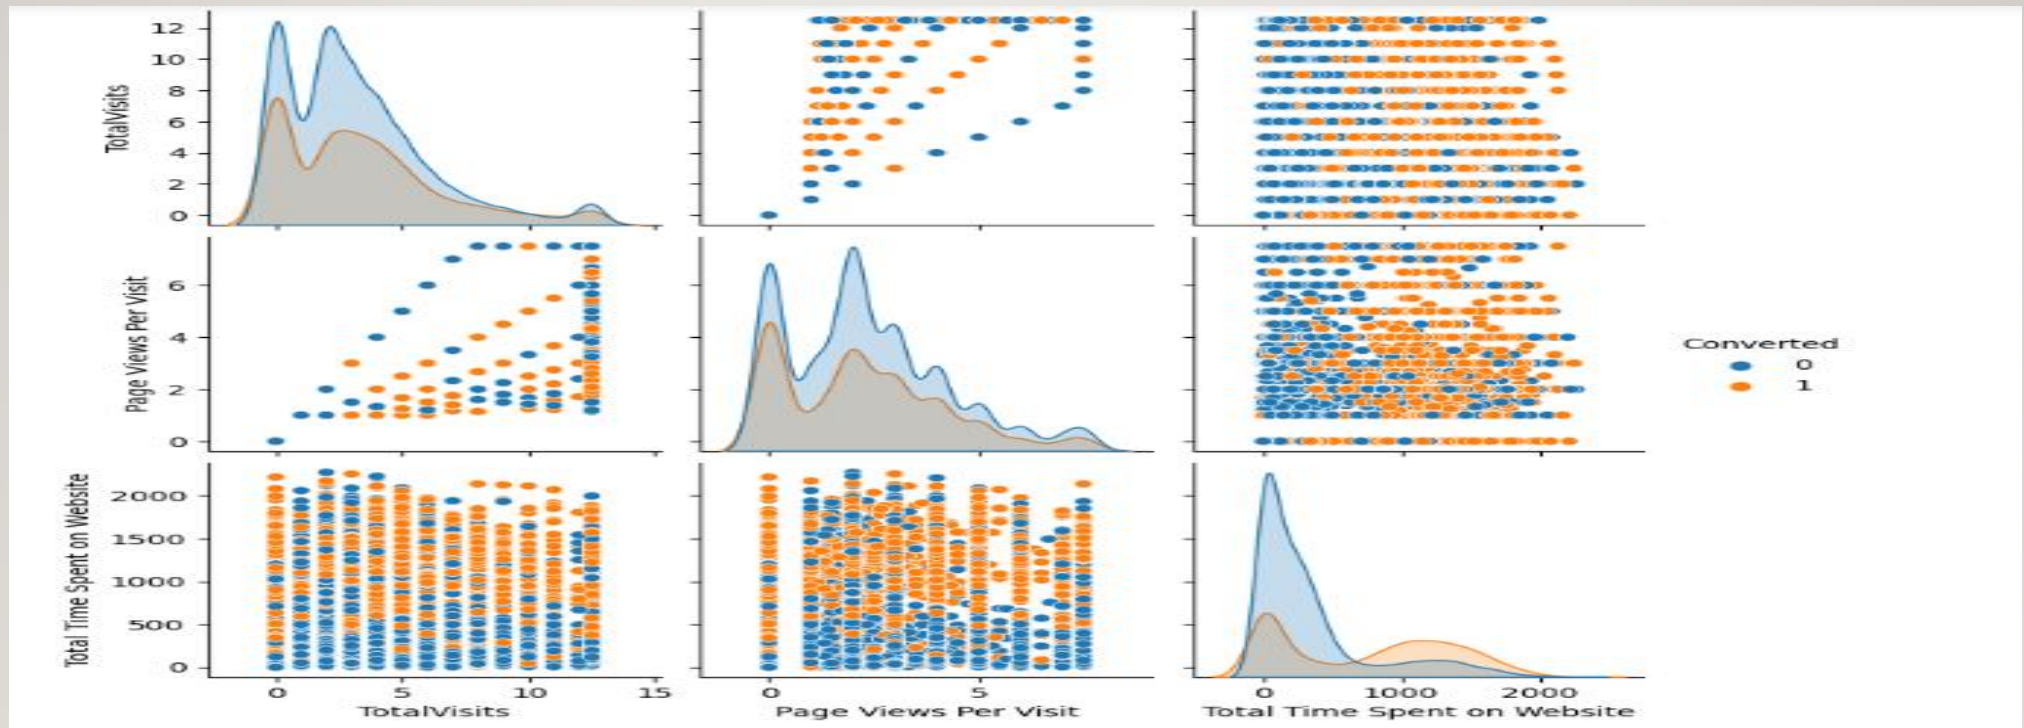 TotalVisits
12
10
8
6
4
2
0
Page Views Per Visit
6
4
2
0
Converted
0
1
Total Time Spent on Website
2000
1500
1000
500
0
0 5 10 15
0 5
0 1000 2000
TotalVisits
Page Views Per Visit
Total Time Spent on Website